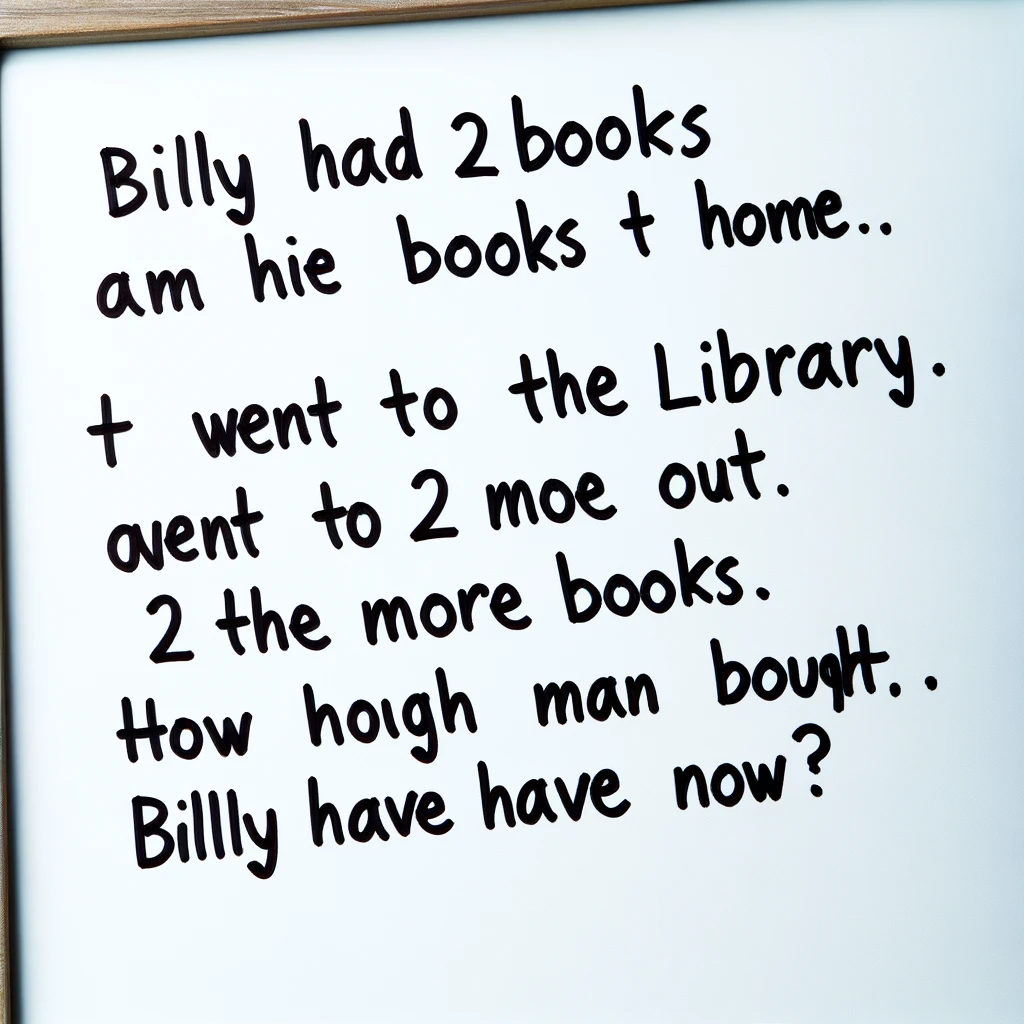 Billy had 2 books
am hie books t home..
t went to the Library.
avent to 2 moe out.
2 the more books.
How hoigh man bought..
Billly have have now?